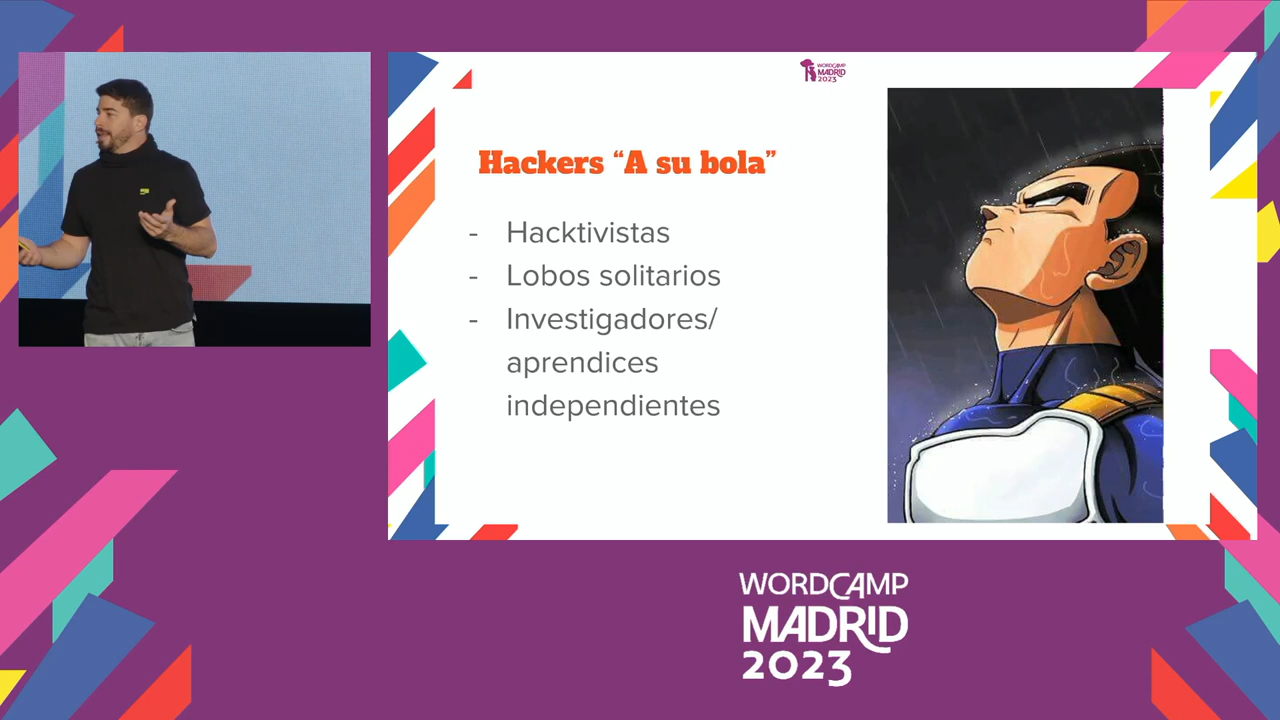 WORDCAMP
MADRID
2023
Hackers “A su bola”
- Hacktivistas
- Lobos solitarios
- Investigadores/
aprendices
independientes
WORDCAMP
MADRID
2023